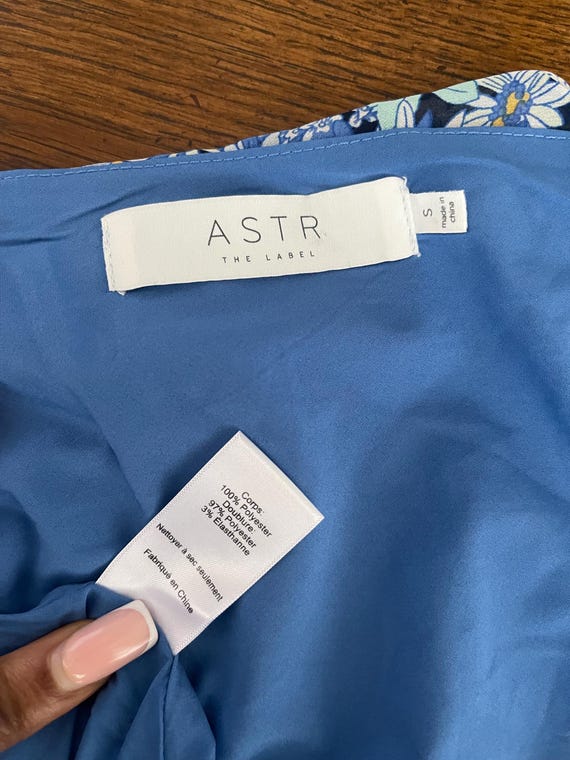 ASTR
THE LABEL
S
made in
china
Corps:
100% Polyester
Doublure:
97% Polyester
3% Élasthanne
Nettoyer à sec seulement
Fabriqué en Chine